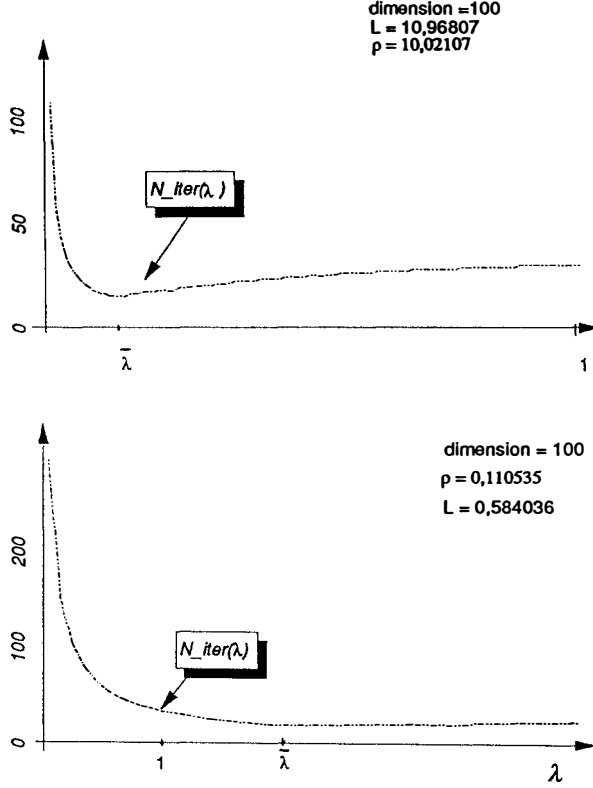 dimension =100
L = 10,96807
ρ = 10,02107
100
50
0
N_iter(λ )
λ̄
1
dimension = 100
ρ = 0,110535
L = 0,584036
200
100
0
N_iter(λ)
1
λ̄
λ